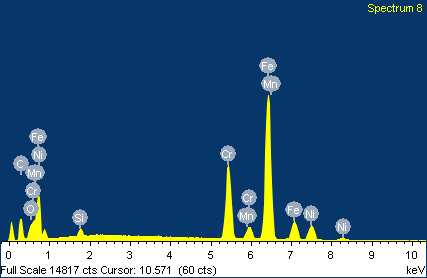 Spectrum 8
Fe
Mn
Fe
Ni
C
Mn
Cr
O
Si
Cr
Cr
Mn
Fe
Ni
Ni
0 1 2 3 4 5 6 7 8 9 10
Full Scale 14817 cts Cursor: 10.571 (60 cts) keV